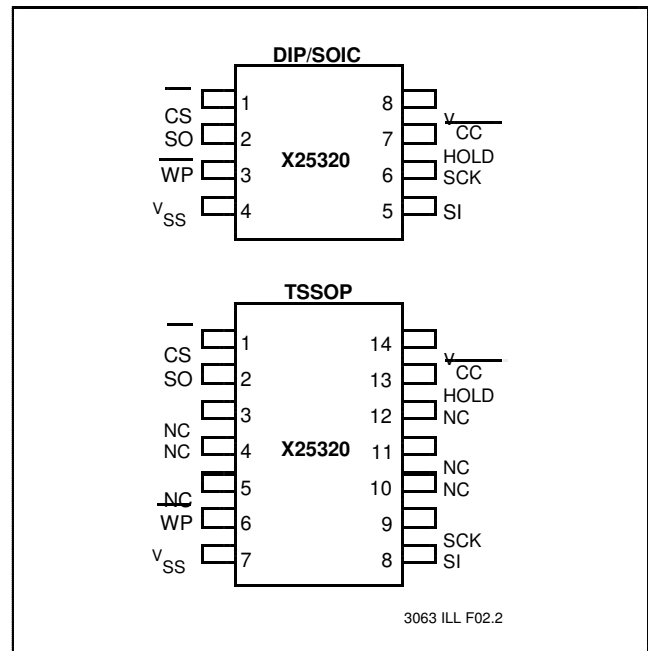 DIP/SOIC
CS
1
8
VCC
SO
2
X25320
7
HOLD
WP
3
6
SCK
VSS
4
5
SI
TSSOP
CS
1
14
VCC
SO
2
13
HOLD
NC
3
12
NC
NC
4
X25320
11
NC
NC
5
10
NC
WP
6
9
SCK
VSS
7
8
SI
3063 ILL F02.2